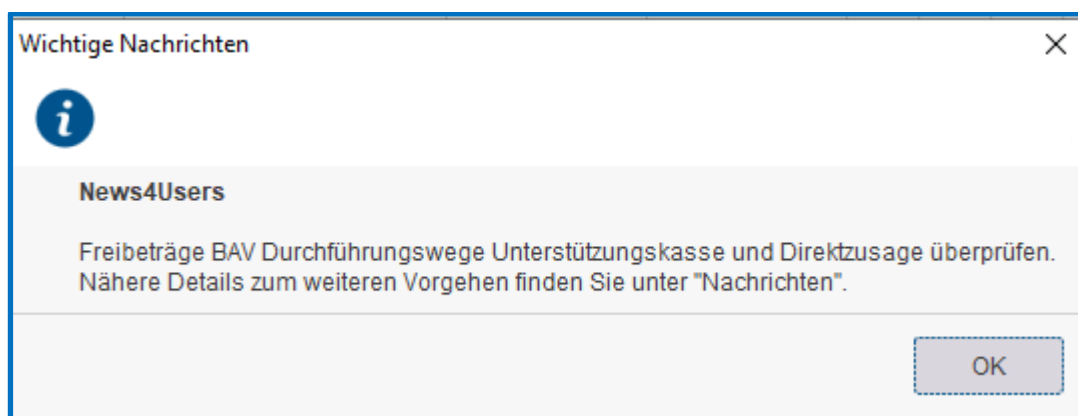 Wichtige Nachrichten
News4Users
Freibeträge BAV Durchführungswege Unterstützungskasse und Direktzusage überprüfen.
Nähere Details zum weiteren Vorgehen finden Sie unter "Nachrichten".
OK